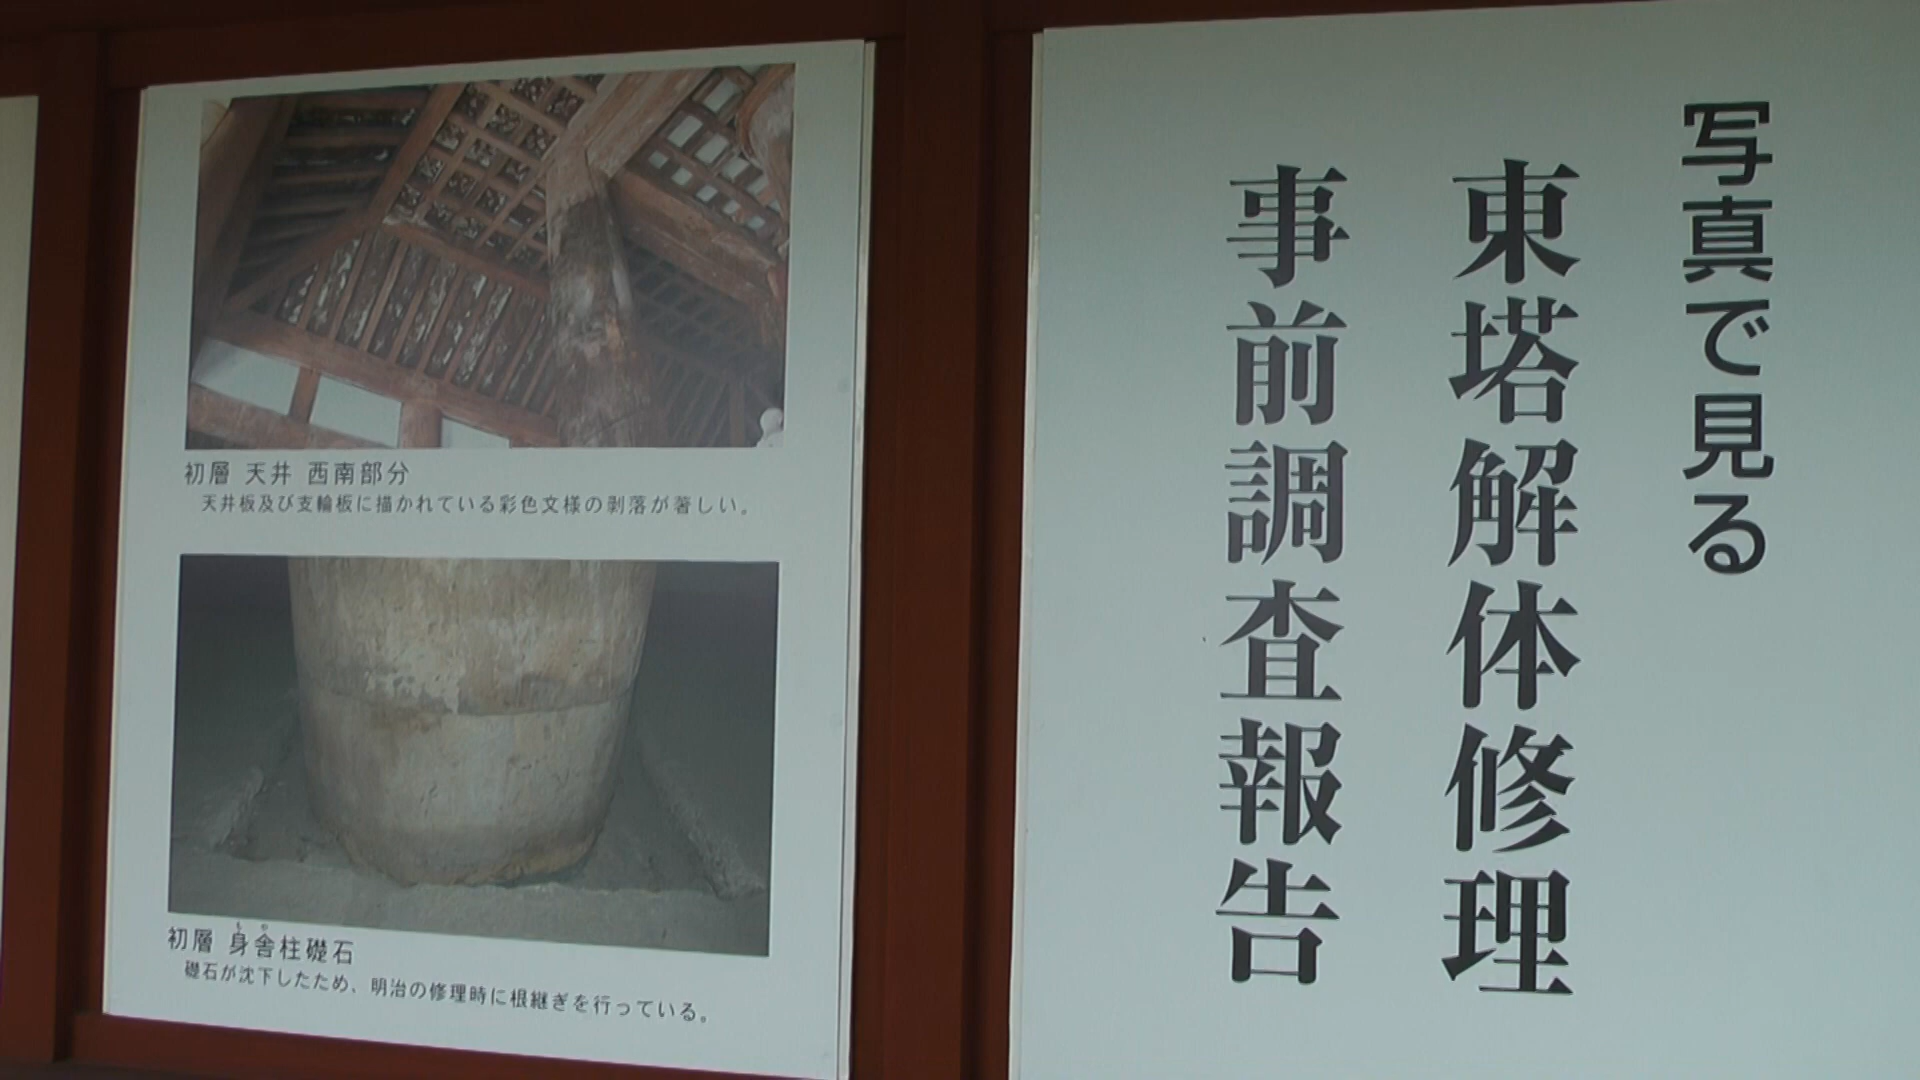 写真で見る
東塔解体修理
事前調査報告
初層 天井 西南部分
天井板及び支輪板に描かれている彩色文様の剥落が著しい。
もや
初層 身舎柱礎石
礎石が沈下したため、明治の修理時に根継ぎを行っている。